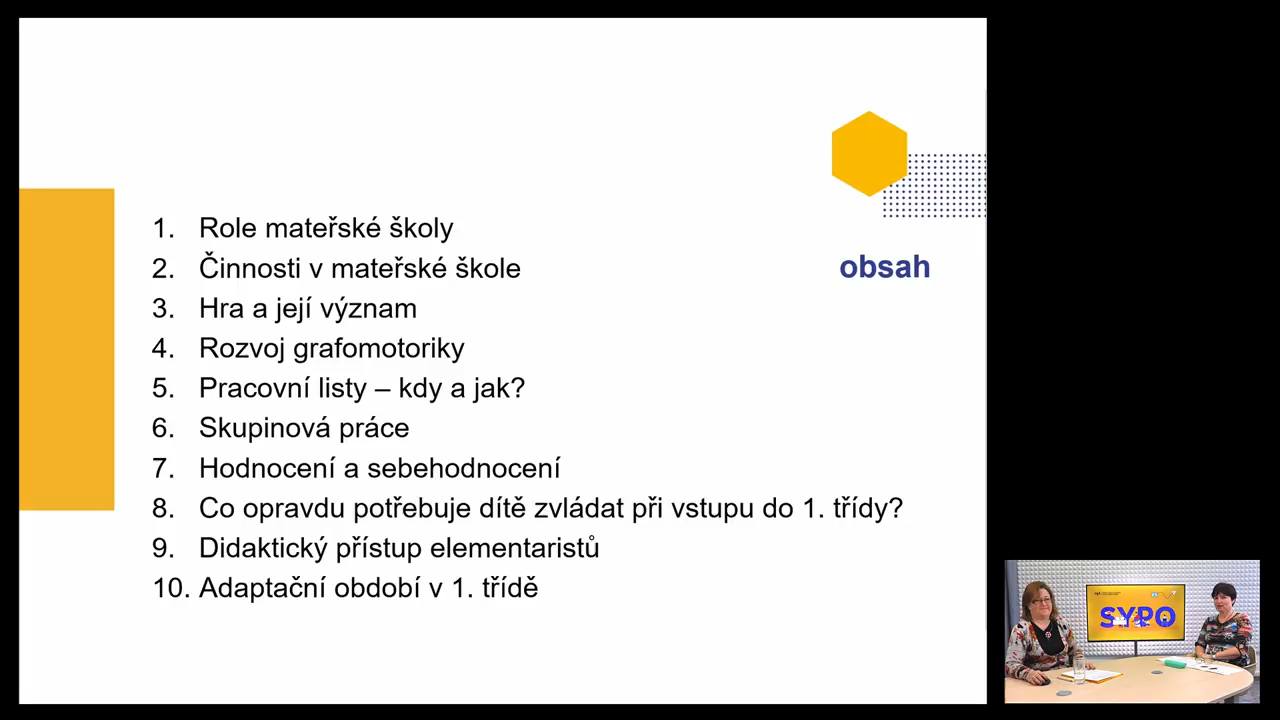 obsah
1. Role mateřské školy
2. Činnosti v mateřské škole
3. Hra a její význam
4. Rozvoj grafomotoriky
5. Pracovní listy – kdy a jak?
6. Skupinová práce
7. Hodnocení a sebehodnocení
8. Co opravdu potřebuje dítě zvládat při vstupu do 1. třídy?
9. Didaktický přístup elementaristů
10. Adaptační období v 1. třídě
SYPO